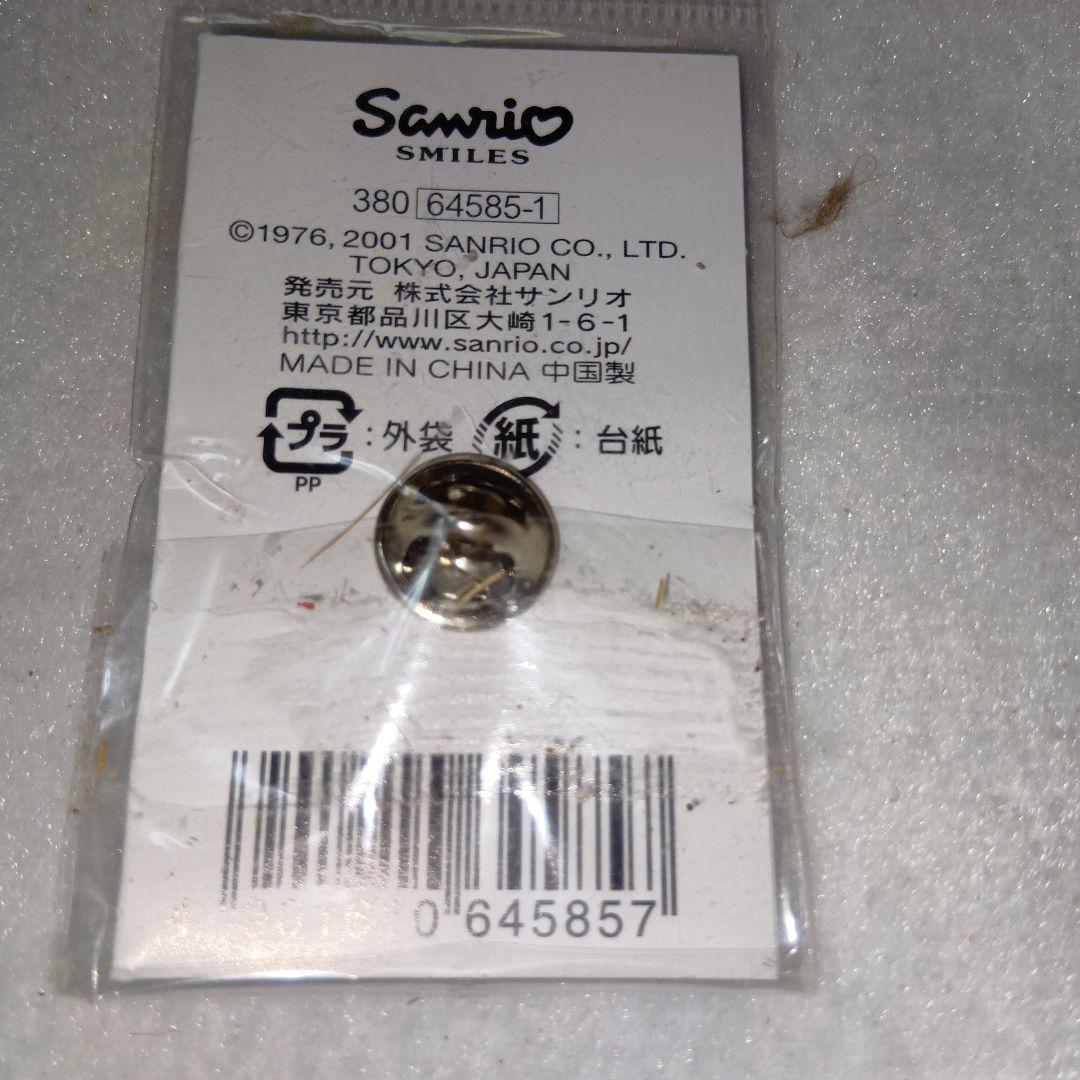 Sanrio
SMILES
380 64585-1
©1976, 2001 SANRIO CO., LTD.
TOKYO, JAPAN
発売元 株式会社サンリオ
東京都品川区大崎1-6-1
http://www.sanrio.co.jp/
MADE IN CHINA 中国製
プラ : 外袋 紙 : 台紙
PP
645857